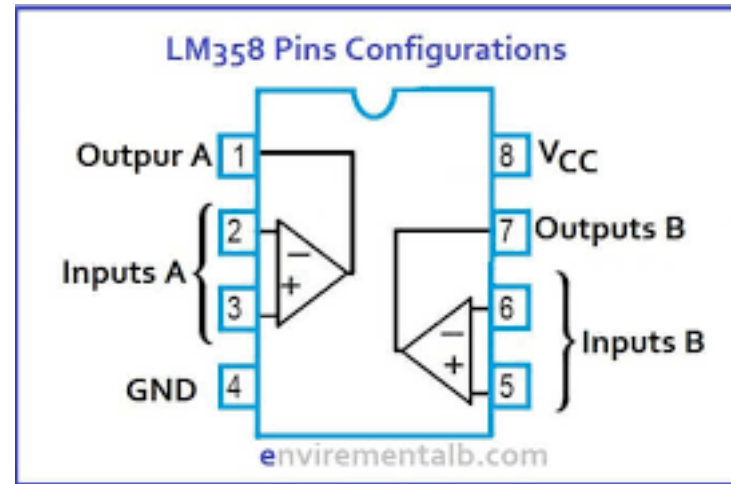 LM358 Pins Configurations
Outpur A 1
8 VCC
2
7 Outputs B
Inputs A
−
+
3
6
−
+
Inputs B
GND 4
5
envirementalb.com